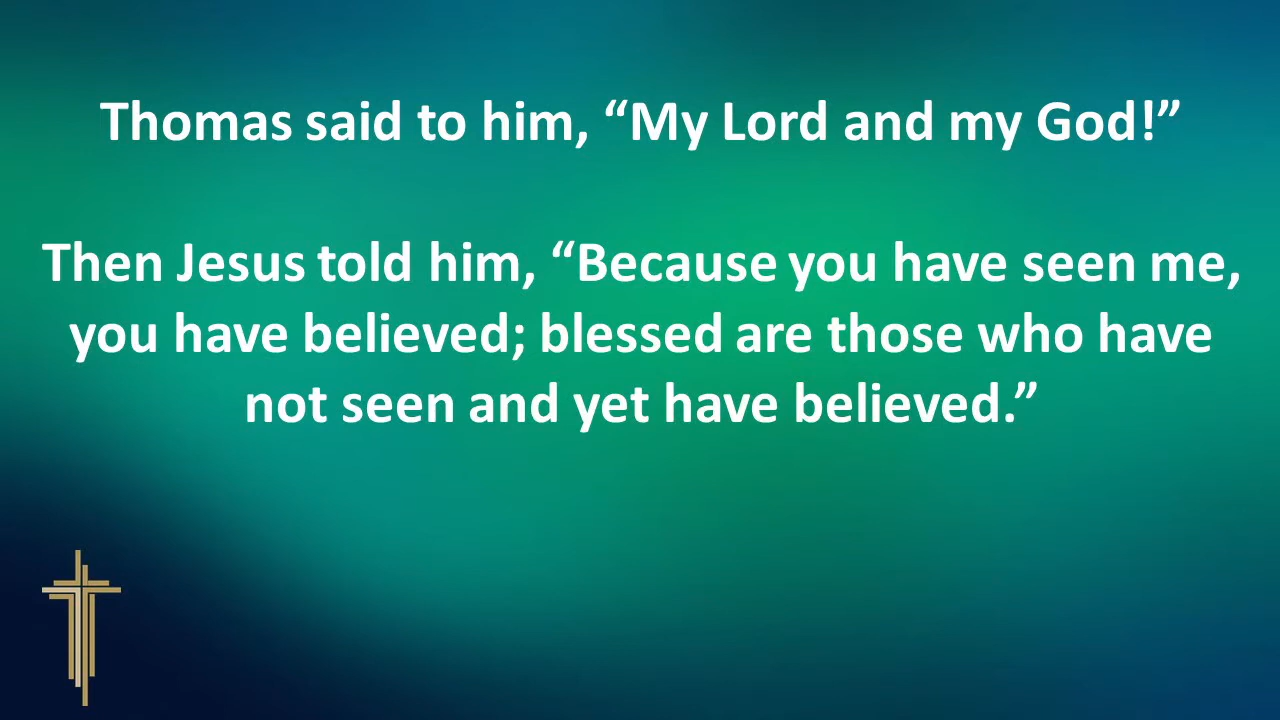 Thomas said to him, “My Lord and my God!”
Then Jesus told him, “Because you have seen me,
you have believed; blessed are those who have
not seen and yet have believed.”